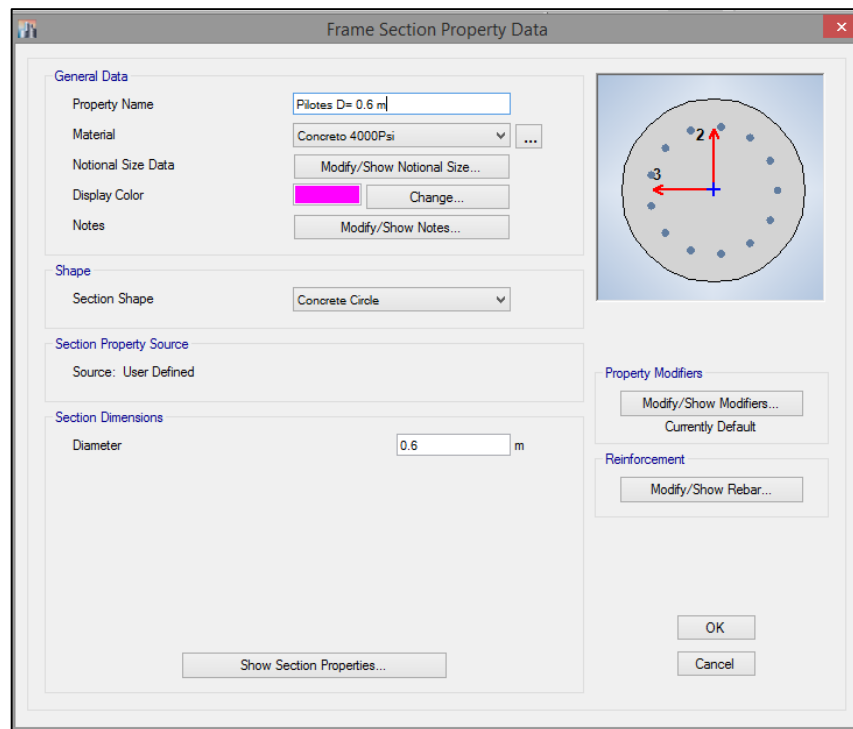 Frame Section Property Data
General Data
Property Name
Pilotes D= 0.6 m
Material
Concreto 4000Psi
...
Notional Size Data
Modify/Show Notional Size...
Display Color
Change...
Notes
Modify/Show Notes...
Shape
Section Shape
Concrete Circle
Section Property Source
Source: User Defined
Section Dimensions
Diameter
0.6
m
Show Section Properties...
2
3
Property Modifiers
Modify/Show Modifiers...
Currently Default
Reinforcement
Modify/Show Rebar...
OK
Cancel